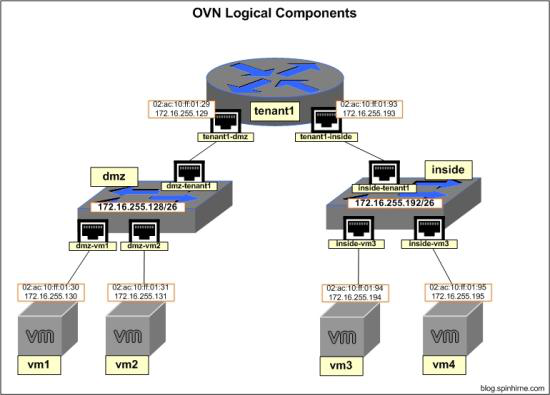 OVN Logical Components
02:ac:10:ff:01:29
172.16.255.129
tenant1
02:ac:10:ff:01:93
172.16.255.193
tenant1-dmz
tenant1-inside
dmz
dmz-tenant1
inside-tenant1
inside
172.16.255.128/26
172.16.255.192/26
dmz-vm1
dmz-vm2
inside-vm3
inside-vm3
02:ac:10:ff:01:30
172.16.255.130
02:ac:10:ff:01:31
172.16.255.131
02:ac:10:ff:01:94
172.16.255.194
02:ac:10:ff:01:95
172.16.255.195
vm
vm
vm
vm
vm1
vm2
vm3
vm4
blog.spinhirne.com